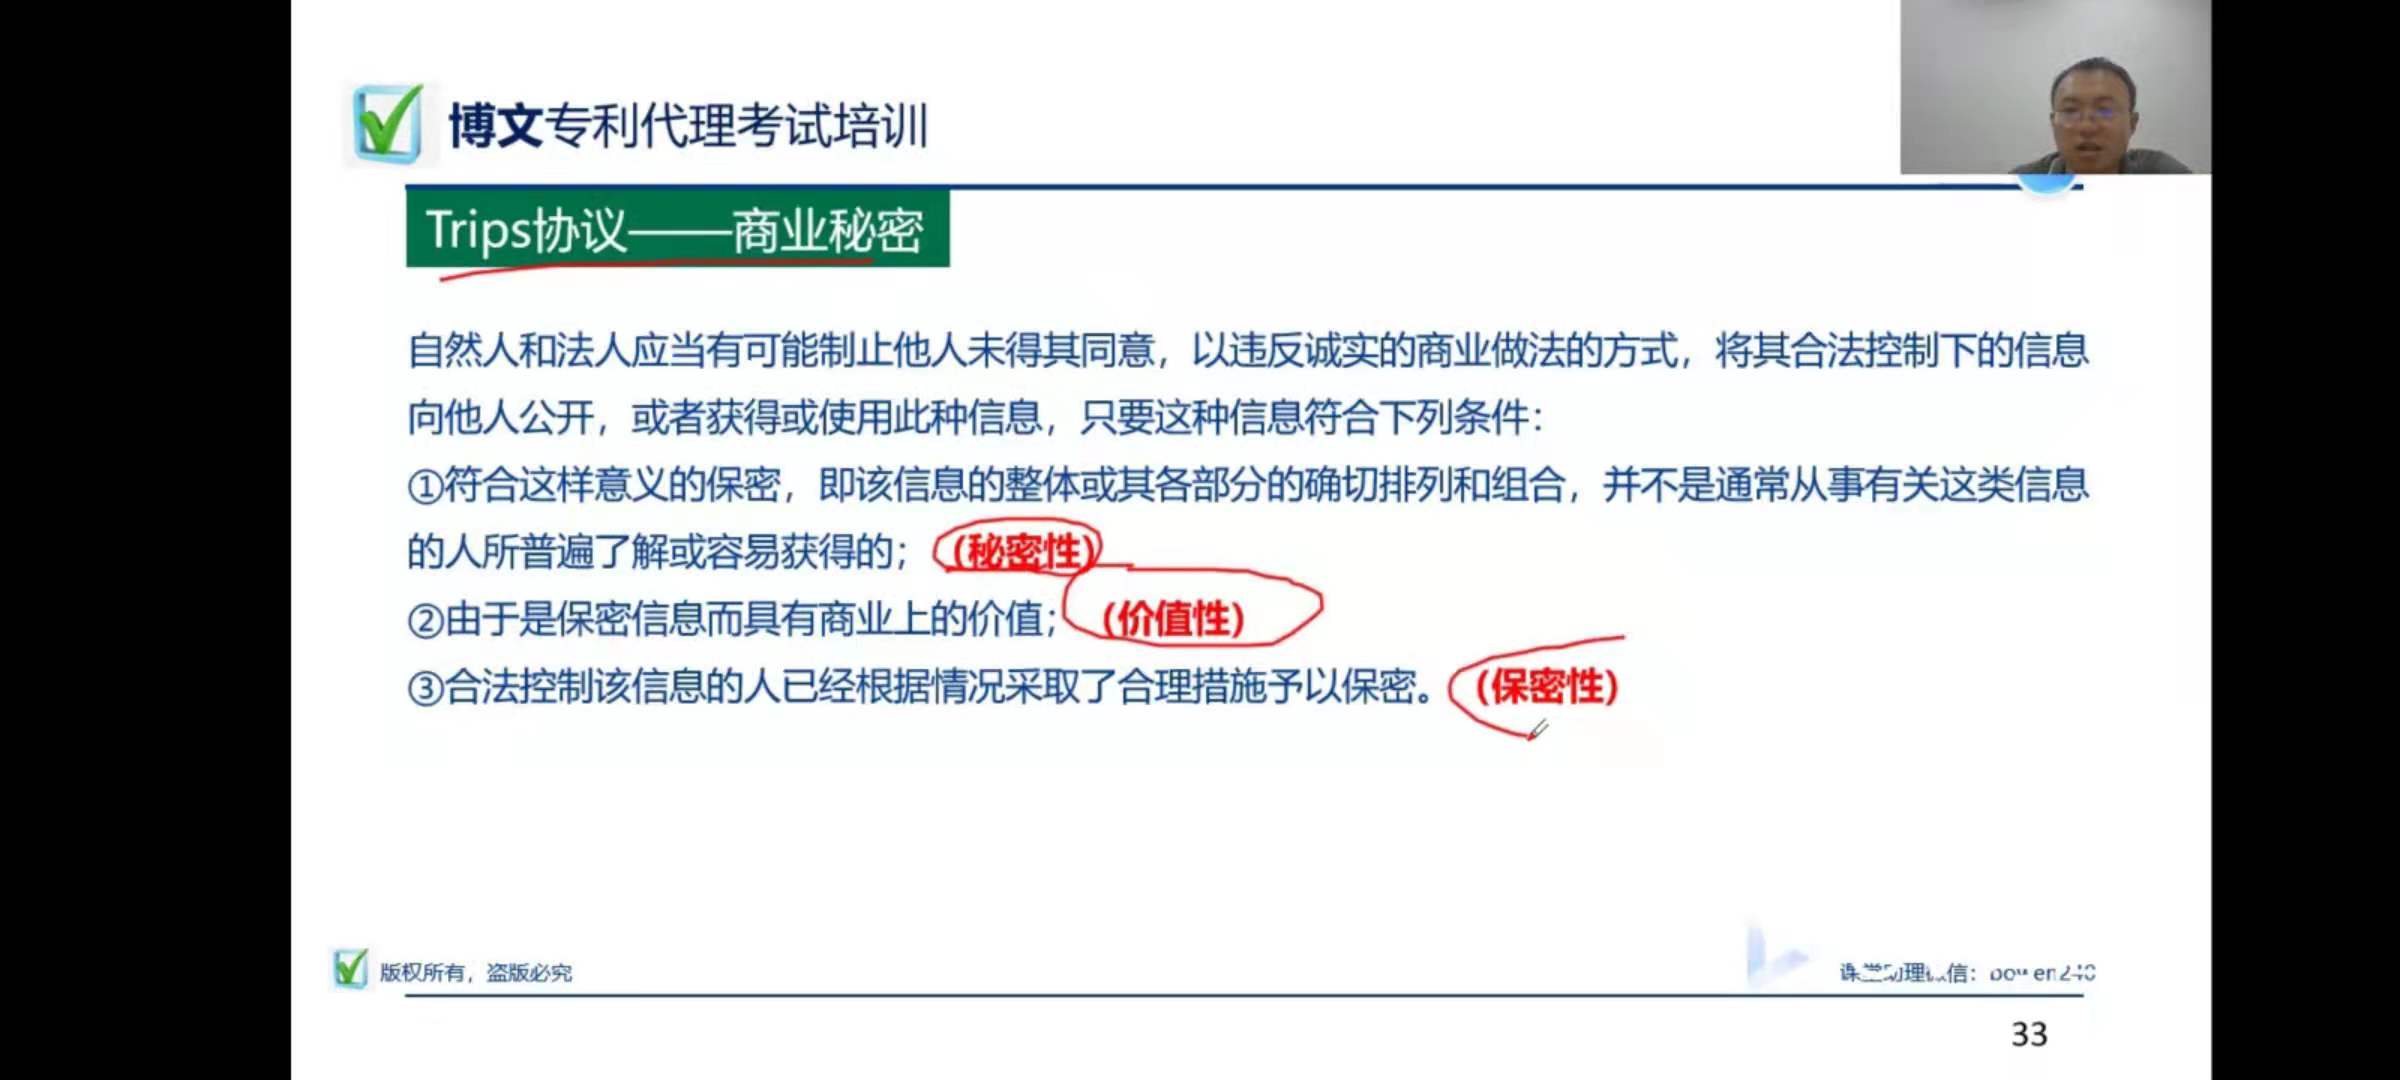 博文专利代理考试培训
Trips协议——商业秘密
自然人和法人应当有可能制止他人未得其同意，以违反诚实的商业做法的方式，将其合法控制下的信息
向他人公开，或者获得或使用此种信息，只要这种信息符合下列条件：
①符合这样意义的保密，即该信息的整体或其各部分的确切排列和组合，并不是通常从事有关这类信息
的人所普遍了解或容易获得的；（秘密性）
②由于是保密信息而具有商业上的价值；（价值性）
③合法控制该信息的人已经根据情况采取了合理措施予以保密。（保密性）
版权所有，盗版必究
33